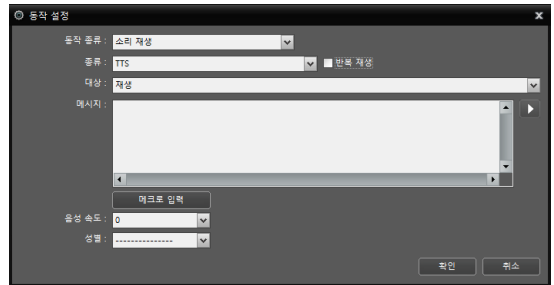 동작 설정
동작 종류 : 소리 재생
종류 : TTS 반복 재생
대상 : 재생
메시지 :
메크로 입력
음성 속도 : 0
성별 : ---------------
확인 취소